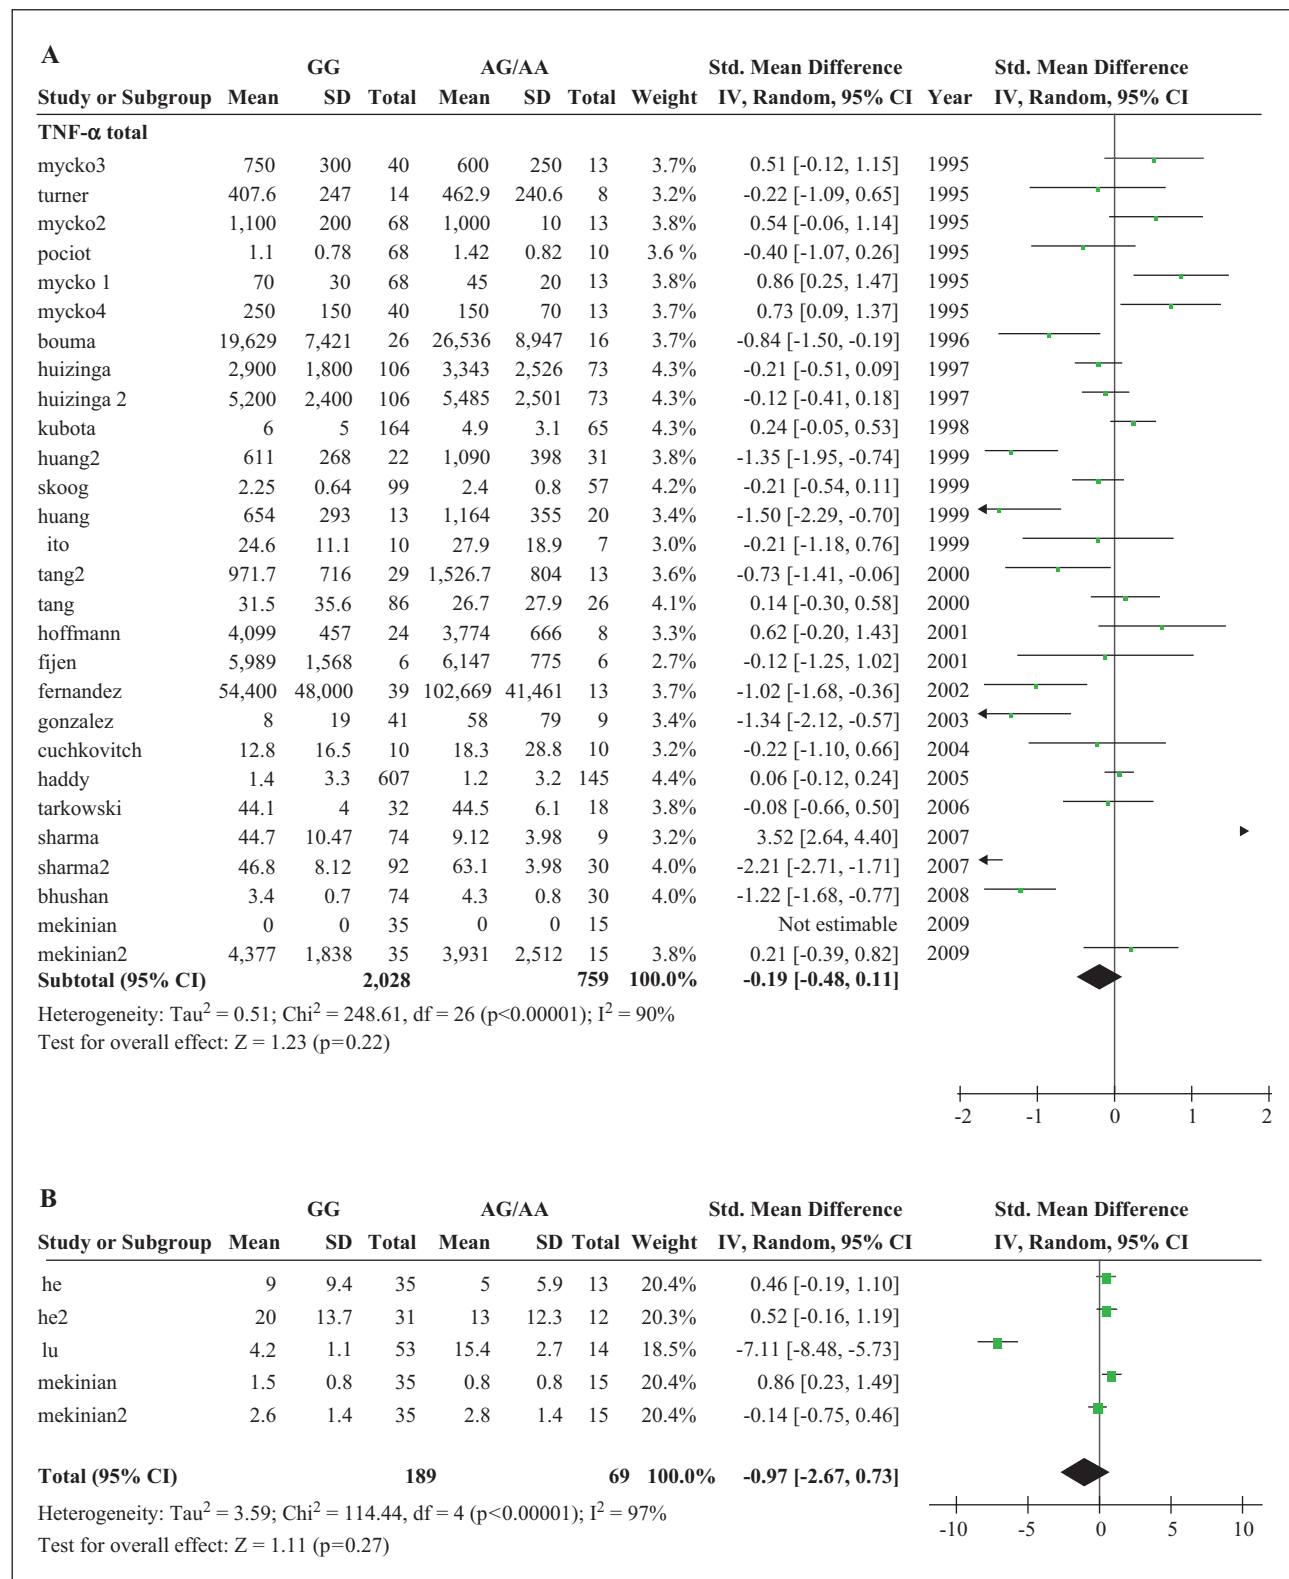 A
GG AG/AA Std. Mean Difference Std. Mean Difference
Study or Subgroup Mean SD Total Mean SD Total Weight IV, Random, 95% CI Year IV, Random, 95% CI
TNF-α total
mycko3 750 300 40 600 250 13 3.7% 0.51 [-0.12, 1.15] 1995
turner 407.6 247 14 462.9 240.6 8 3.2% -0.22 [-1.09, 0.65] 1995
mycko2 1,100 200 68 1,000 10 13 3.8% 0.54 [-0.06, 1.14] 1995
pociot 1.1 0.78 68 1.42 0.82 10 3.6 % -0.40 [-1.07, 0.26] 1995
mycko 1 70 30 68 45 20 13 3.8% 0.86 [0.25, 1.47] 1995
mycko4 250 150 40 150 70 13 3.7% 0.73 [0.09, 1.37] 1995
bouma 19,629 7,421 26 26,536 8,947 16 3.7% -0.84 [-1.50, -0.19] 1996
huizinga 2,900 1,800 106 3,343 2,526 73 4.3% -0.21 [-0.51, 0.09] 1997
huizinga 2 5,200 2,400 106 5,485 2,501 73 4.3% -0.12 [-0.41, 0.18] 1997
kubota 6 5 164 4.9 3.1 65 4.3% 0.24 [-0.05, 0.53] 1998
huang2 611 268 22 1,090 398 31 3.8% -1.35 [-1.95, -0.74] 1999
skoog 2.25 0.64 99 2.4 0.8 57 4.2% -0.21 [-0.54, 0.11] 1999
huang 654 293 13 1,164 355 20 3.4% -1.50 [-2.29, -0.70] 1999
ito 24.6 11.1 10 27.9 18.9 7 3.0% -0.21 [-1.18, 0.76] 1999
tang2 971.7 716 29 1,526.7 804 13 3.6% -0.73 [-1.41, -0.06] 2000
tang 31.5 35.6 86 26.7 27.9 26 4.1% 0.14 [-0.30, 0.58] 2000
hoffmann 4,099 457 24 3,774 666 8 3.3% 0.62 [-0.20, 1.43] 2001
fijen 5,989 1,568 6 6,147 775 6 2.7% -0.12 [-1.25, 1.02] 2001
fernandez 54,400 48,000 39 102,669 41,461 13 3.7% -1.02 [-1.68, -0.36] 2002
gonzalez 8 19 41 58 79 9 3.4% -1.34 [-2.12, -0.57] 2003
cuchkovitch 12.8 16.5 10 18.3 28.8 10 3.2% -0.22 [-1.10, 0.66] 2004
haddy 1.4 3.3 607 1.2 3.2 145 4.4% 0.06 [-0.12, 0.24] 2005
tarkowski 44.1 4 32 44.5 6.1 18 3.8% -0.08 [-0.66, 0.50] 2006
sharma 44.7 10.47 74 9.12 3.98 9 3.2% 3.52 [2.64, 4.40] 2007
sharma2 46.8 8.12 92 63.1 3.98 30 4.0% -2.21 [-2.71, -1.71] 2007
bhushan 3.4 0.7 74 4.3 0.8 30 4.0% -1.22 [-1.68, -0.77] 2008
mekinian 0 0 35 0 0 15 Not estimable 2009
mekinian2 4,377 1,838 35 3,931 2,512 15 3.8% 0.21 [-0.39, 0.82] 2009
Subtotal (95% CI) 2,028 759 100.0% -0.19 [-0.48, 0.11]
Heterogeneity: Tau² = 0.51; Chi² = 248.61, df = 26 (p<0.00001); I² = 90%
Test for overall effect: Z = 1.23 (p=0.22)
-2 -1 0 1 2
B
GG AG/AA Std. Mean Difference Std. Mean Difference
Study or Subgroup Mean SD Total Mean SD Total Weight IV, Random, 95% CI IV, Random, 95% CI
he 9 9.4 35 5 5.9 13 20.4% 0.46 [-0.19, 1.10]
he2 20 13.7 31 13 12.3 12 20.3% 0.52 [-0.16, 1.19]
lu 4.2 1.1 53 15.4 2.7 14 18.5% -7.11 [-8.48, -5.73]
mekinian 1.5 0.8 35 0.8 0.8 15 20.4% 0.86 [0.23, 1.49]
mekinian2 2.6 1.4 35 2.8 1.4 15 20.4% -0.14 [-0.75, 0.46]
Total (95% CI) 189 69 100.0% -0.97 [-2.67, 0.73]
Heterogeneity: Tau² = 3.59; Chi² = 114.44, df = 4 (p<0.00001); I² = 97%
Test for overall effect: Z = 1.11 (p=0.27)
-10 -5 0 5 10